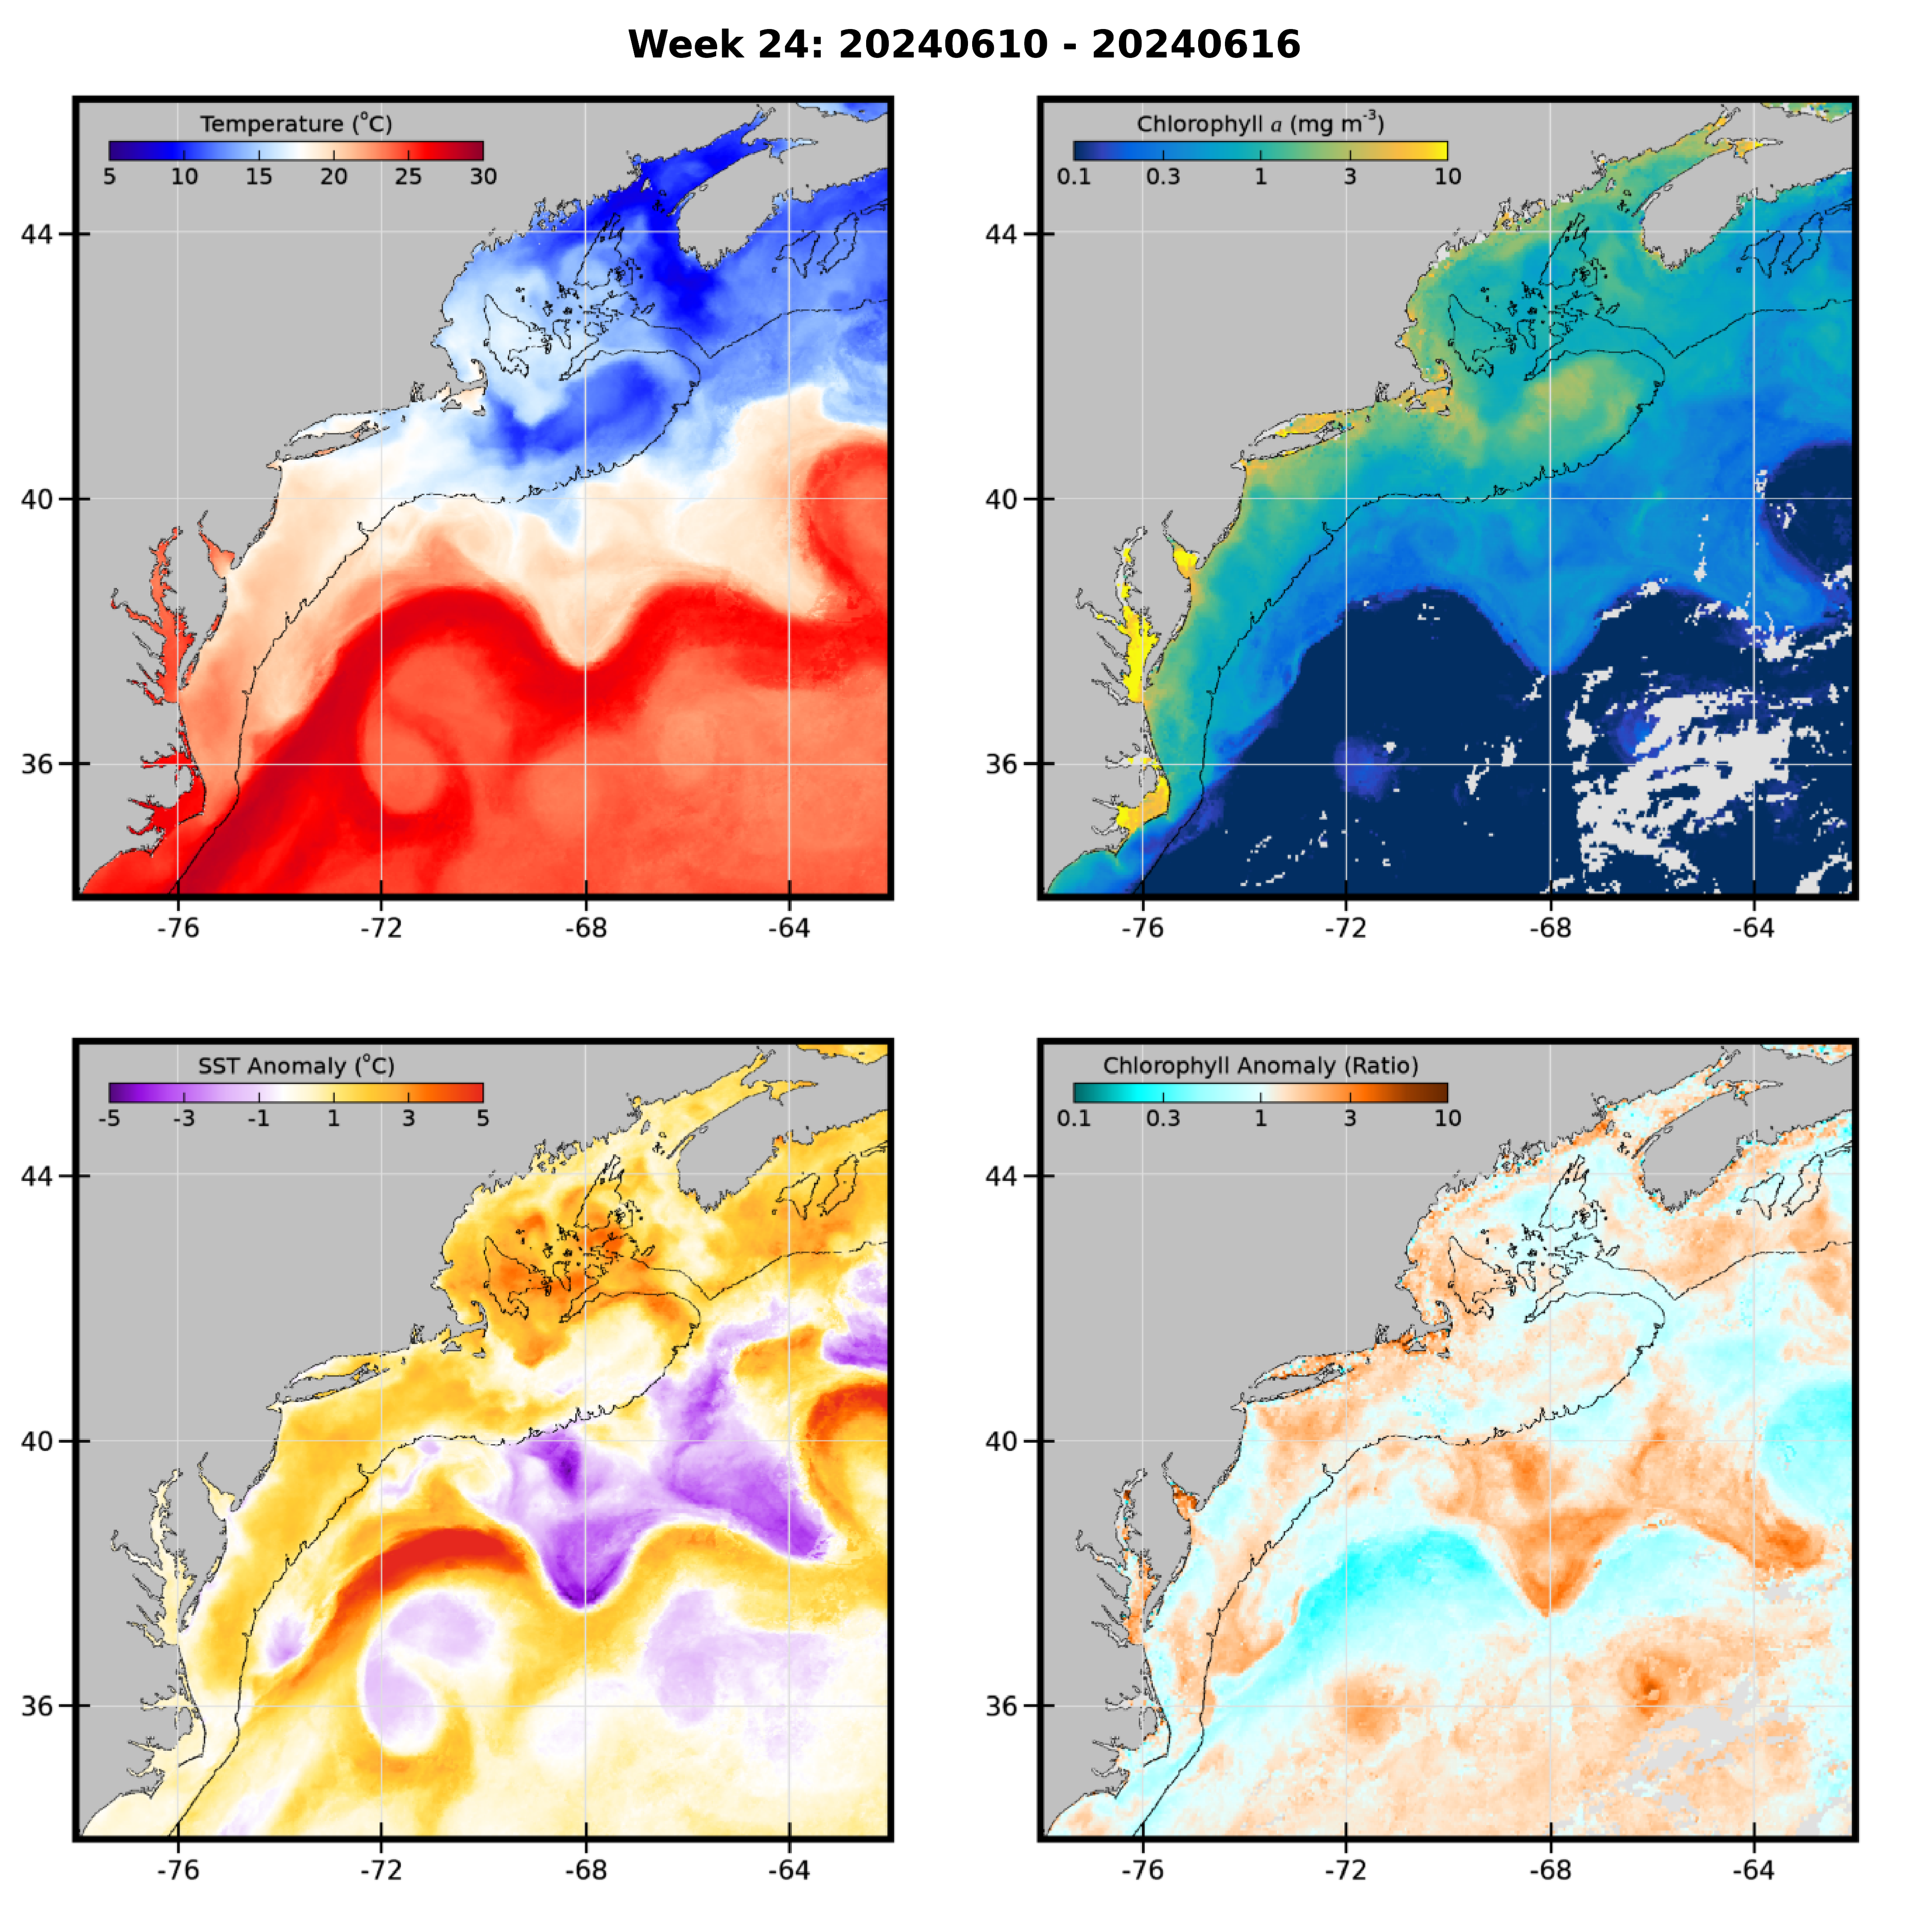 Week 24: 20240610 - 20240616
Temperature (°C)
5 10 15 20 25 30
44
40
36
-76 -72 -68 -64
Chlorophyll a (mg m⁻³)
0.1 0.3 1 3 10
44
40
36
-76 -72 -68 -64
SST Anomaly (°C)
-5 -3 -1 1 3 5
44
40
36
-76 -72 -68 -64
Chlorophyll Anomaly (Ratio)
0.1 0.3 1 3 10
44
40
36
-76 -72 -68 -64